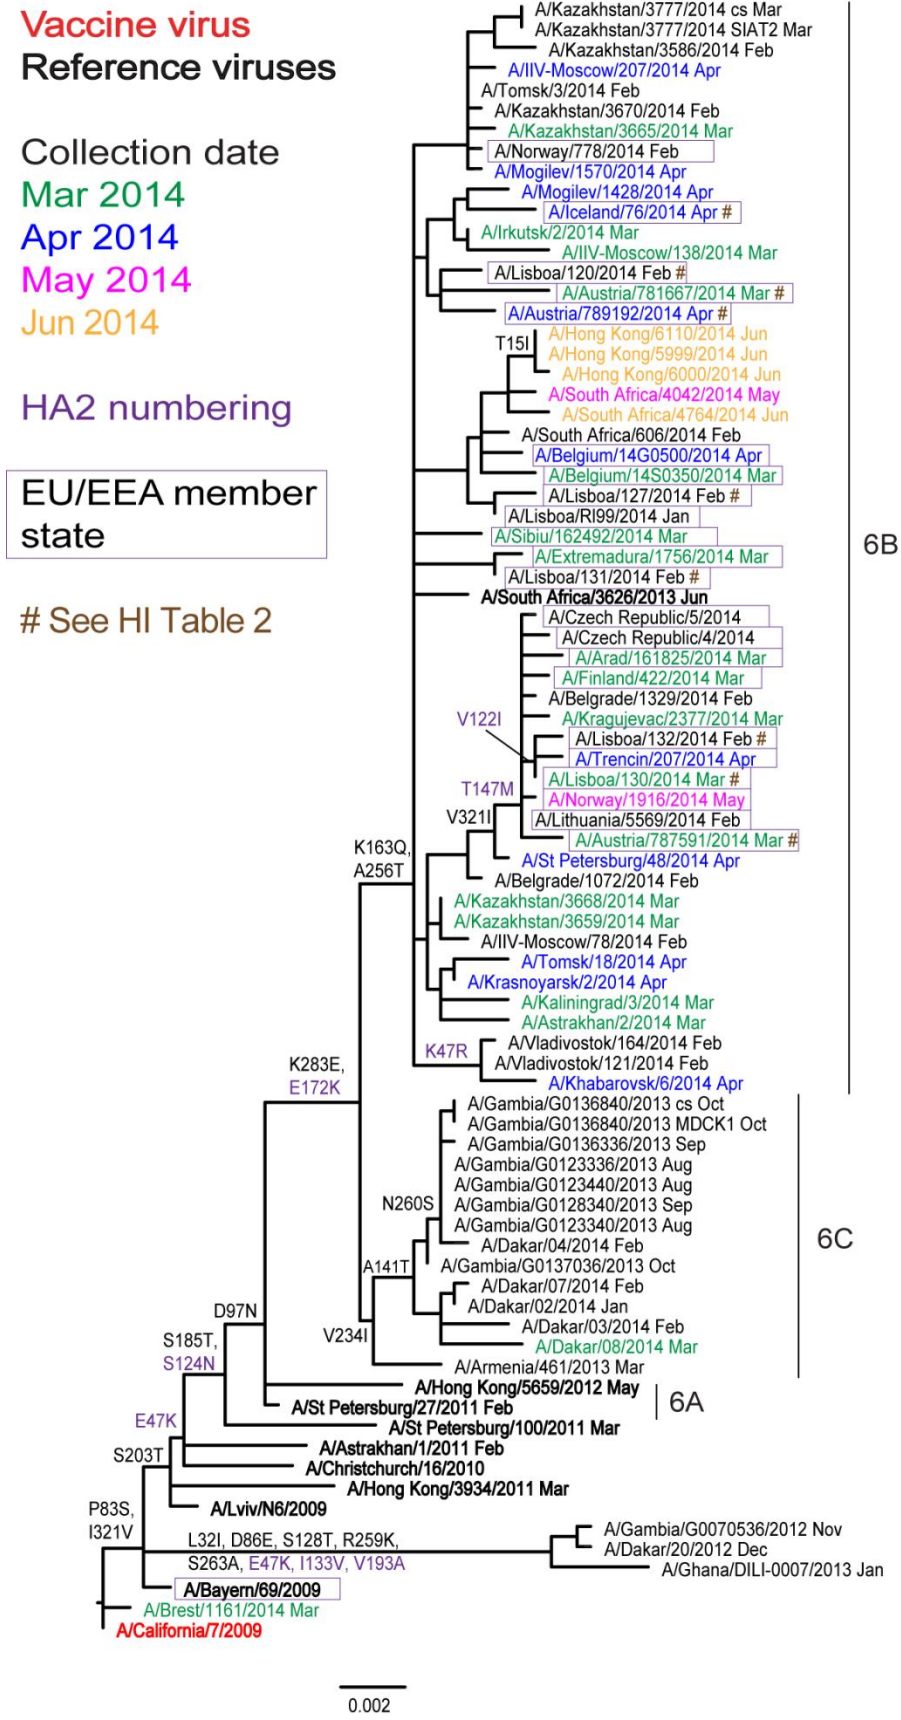 Vaccine virus
Reference viruses
Collection date
Mar 2014
Apr 2014
May 2014
Jun 2014
HA2 numbering
EU/EEA member
state
# See HI Table 2
A/Kazakhstan/3777/2014 cs Mar
A/Kazakhstan/3777/2014 SIAT2 Mar
A/Kazakhstan/3586/2014 Feb
A/IIV-Moscow/207/2014 Apr
A/Tomsk/3/2014 Feb
A/Kazakhstan/3670/2014 Feb
A/Kazakhstan/3665/2014 Mar
A/Norway/778/2014 Feb
A/Mogilev/1570/2014 Apr
A/Mogilev/1428/2014 Apr
A/Iceland/76/2014 Apr #
A/Irkutsk/2/2014 Mar
A/IIV-Moscow/138/2014 Mar
A/Lisboa/120/2014 Feb #
A/Austria/781667/2014 Mar #
A/Austria/789192/2014 Apr #
A/Hong Kong/6110/2014 Jun
T15I
A/Hong Kong/5999/2014 Jun
A/Hong Kong/6000/2014 Jun
A/South Africa/4042/2014 May
A/South Africa/4764/2014 Jun
A/South Africa/606/2014 Feb
A/Belgium/14G0500/2014 Apr
A/Belgium/14S0350/2014 Mar
A/Lisboa/127/2014 Feb #
A/Lisboa/RI99/2014 Jan
A/Sibiu/162492/2014 Mar
6B
A/Extremadura/1756/2014 Mar
A/Lisboa/131/2014 Feb #
A/South Africa/3626/2013 Jun
A/Czech Republic/5/2014
A/Czech Republic/4/2014
A/Arad/161825/2014 Mar
A/Finland/422/2014 Mar
A/Belgrade/1329/2014 Feb
V122I
A/Kragujevac/2377/2014 Mar
A/Lisboa/132/2014 Feb #
A/Trencin/207/2014 Apr
A/Lisboa/130/2014 Mar #
T147M
A/Norway/1916/2014 May
V321I
A/Lithuania/5569/2014 Feb
A/Austria/787591/2014 Mar #
K163Q,
A256T
A/St Petersburg/48/2014 Apr
A/Belgrade/1072/2014 Feb
A/Kazakhstan/3668/2014 Mar
A/Kazakhstan/3659/2014 Mar
A/IIV-Moscow/78/2014 Feb
A/Tomsk/18/2014 Apr
A/Krasnoyarsk/2/2014 Apr
A/Kaliningrad/3/2014 Mar
A/Astrakhan/2/2014 Mar
A/Vladivostok/164/2014 Feb
K47R
A/Vladivostok/121/2014 Feb
A/Khabarovsk/6/2014 Apr
K283E,
E172K
A/Gambia/G0136840/2013 cs Oct
A/Gambia/G0136840/2013 MDCK1 Oct
A/Gambia/G0136336/2013 Sep
A/Gambia/G0123336/2013 Aug
A/Gambia/G0123440/2013 Aug
N260S
A/Gambia/G0128340/2013 Sep
A/Gambia/G0123340/2013 Aug
6C
A/Dakar/04/2014 Feb
A141T
A/Gambia/G0137036/2013 Oct
A/Dakar/07/2014 Feb
A/Dakar/02/2014 Jan
A/Dakar/03/2014 Feb
V234I
A/Dakar/08/2014 Mar
A/Armenia/461/2013 Mar
D97N
S185T,
S124N
A/Hong Kong/5659/2012 May
6A
A/St Petersburg/27/2011 Feb
A/St Petersburg/100/2011 Mar
E47K
A/Astrakhan/1/2011 Feb
S203T
A/Christchurch/16/2010
A/Hong Kong/3934/2011 Mar
A/Lviv/N6/2009
P83S,
I321V
L32I, D86E, S128T, R259K,
S263A, E47K, I133V, V193A
A/Gambia/G0070536/2012 Nov
A/Dakar/20/2012 Dec
A/Ghana/DILI-0007/2013 Jan
A/Bayern/69/2009
A/Brest/1161/2014 Mar
A/California/7/2009
0.002